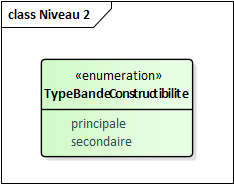 class Niveau 2
«enumeration»
TypeBandeConstructibilite
principale
secondaire